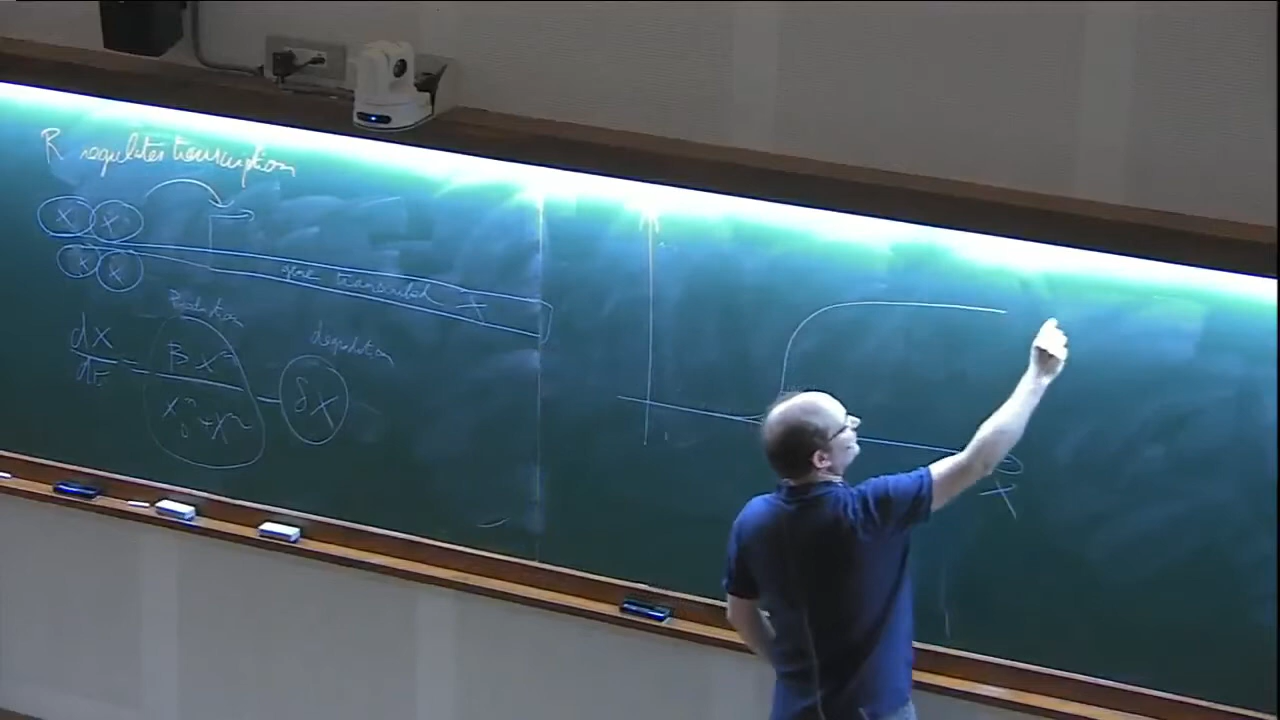 R regulates transcription
X X
X X
gene transcribed X
Production
degradation
dX/dt = βX^n/(X_0^n + X^n) - δX
X